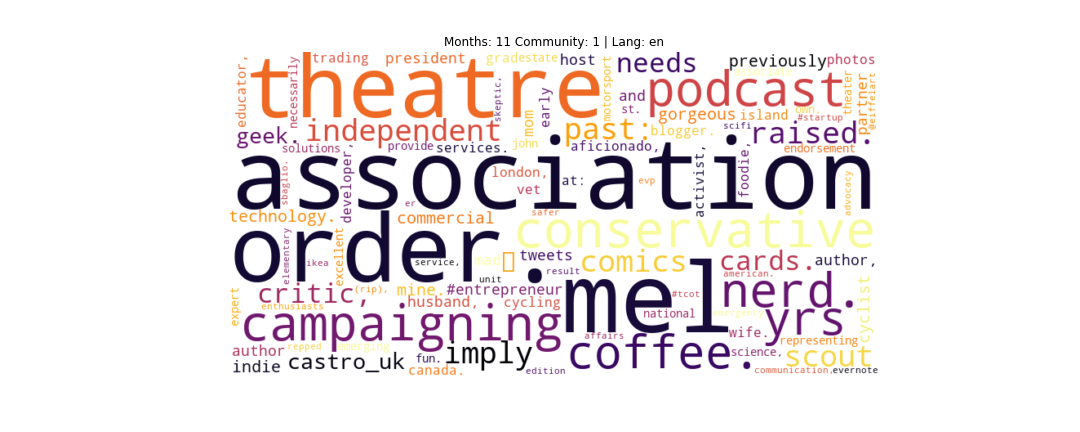 Months: 11 Community: 1 | Lang: en
educator,
necessarily
trading
president
gradestate
host
needs
previously
photos
theatre
skeptic,
early
motorsport
podcast
theater
partner
@eiffelart
geek.
independent
mom
and
st.
gorgeous
island
own.
#startup
past:
blogger.
scifi
raised.
solutions
developer,
provide
services.
john
aficionado,
activist,
foodie,
endorsement
association
sbaglio.
london,
vet
at:
evp
advocacy
er
technology.
commercial
safer
order.
conservative
elementary
ikea
excellent
service,
mad
tweets
result
comics
cards.
author,
american.
unit
expert
critic,
(rip).
mine.
#entrepreneur
husband,
cycling
mel
#tcot
nerd.
cyclist
enthusiasts
national
emergency
campaigning
yrs
affairs
wife.
representing
author
repped
emerging
imply
coffee.
science,
scout
indie
castro_uk
fun.
canada.
edition
communication,
evernote